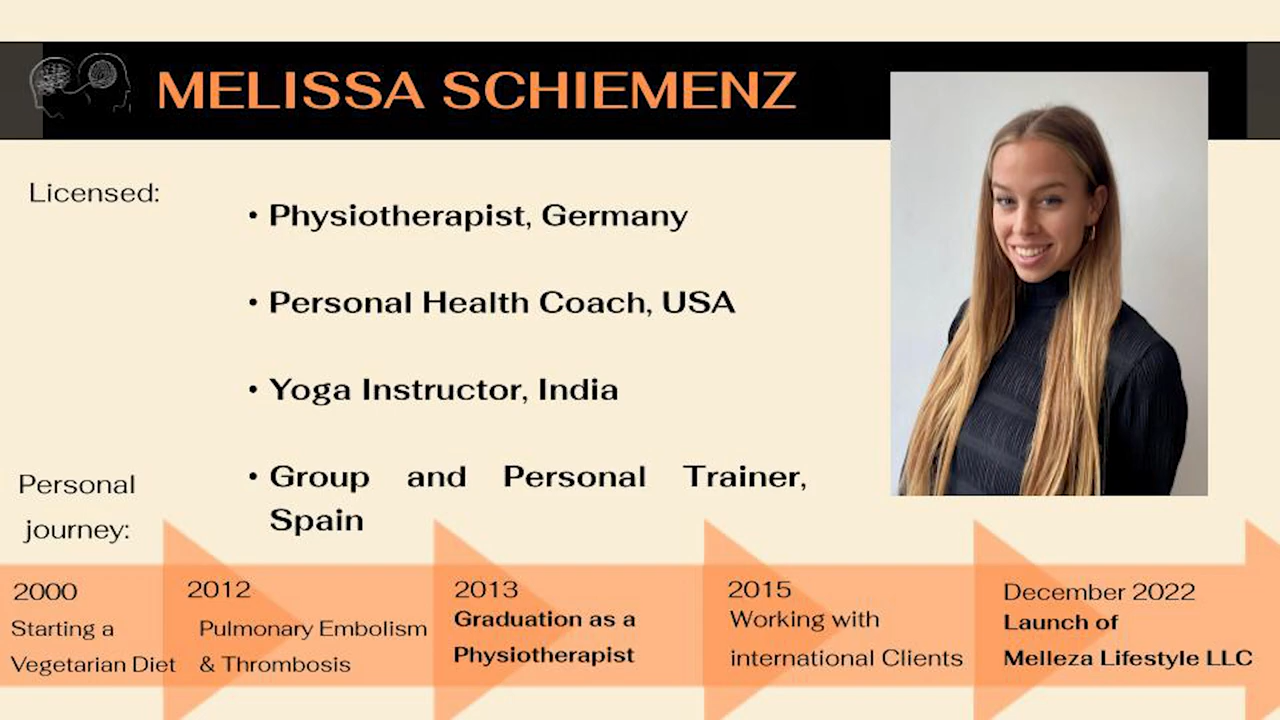 MELISSA SCHIEMENZ
Licensed:
• Physiotherapist, Germany
• Personal Health Coach, USA
• Yoga Instructor, India
• Group and Personal Trainer,
Spain
Personal
journey:
2000
Starting a
Vegetarian Diet
2012
Pulmonary Embolism
& Thrombosis
2013
Graduation as a
Physiotherapist
2015
Working with
international Clients
December 2022
Launch of
Melleza Lifestyle LLC